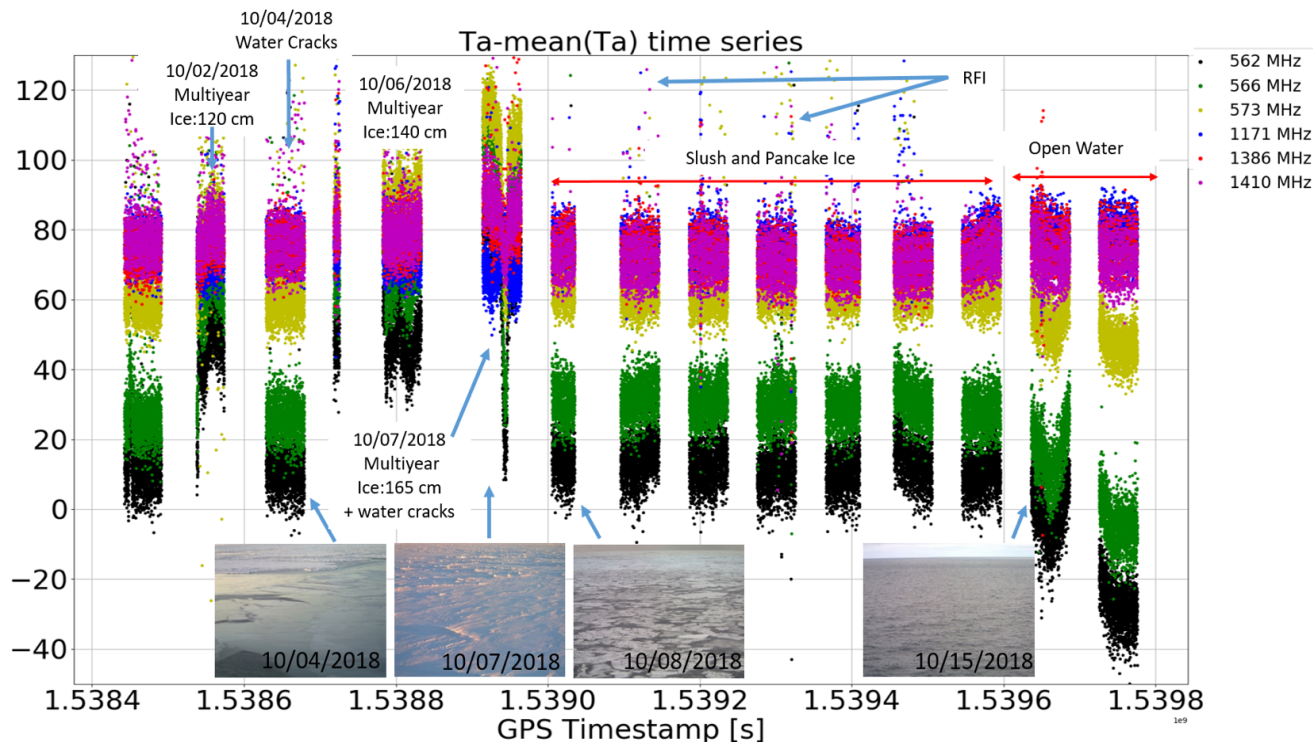 10/04/2018
Water Cracks
Ta-mean(Ta) time series
10/02/2018
Multiyear
Ice:120 cm
10/06/2018
Multiyear
Ice:140 cm
RFI
Slush and Pancake Ice
Open Water
562 MHz
566 MHz
573 MHz
1171 MHz
1386 MHz
1410 MHz
120
100
80
60
40
20
0
−20
−40
10/07/2018
Multiyear
Ice:165 cm
+ water cracks
10/04/2018
10/07/2018
10/08/2018
10/15/2018
1.5384
1.5386
1.5388
1.5390
1.5392
1.5394
1.5396
1.5398
1e9
GPS Timestamp [s]